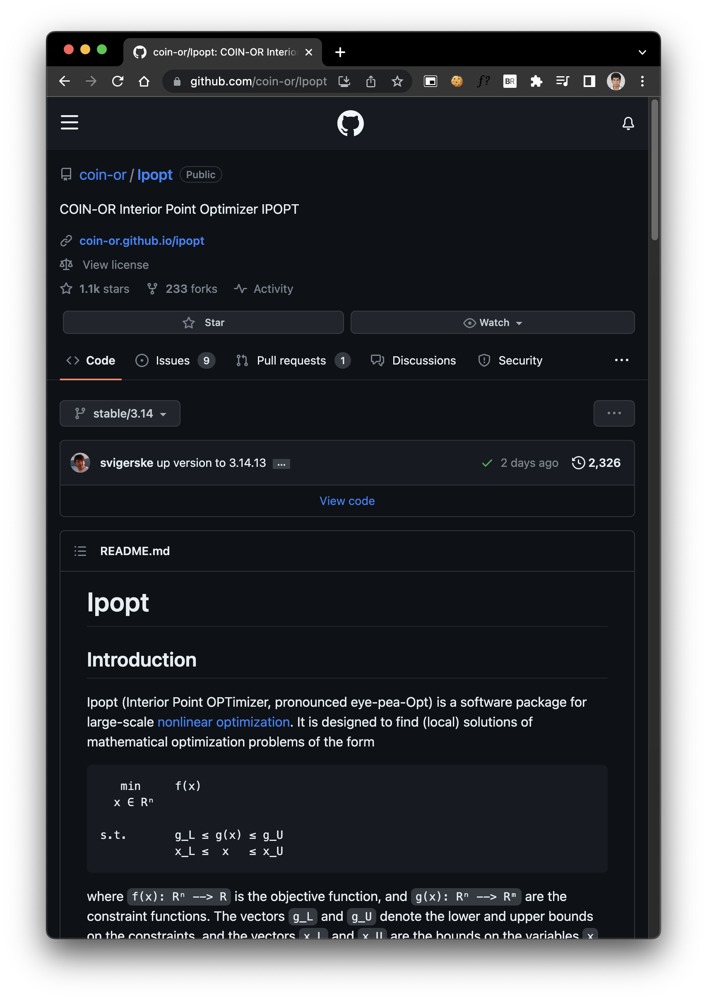 coin-or/Ipopt: COIN-OR Interio
github.com/coin-or/Ipopt
f?
BR
coin-or / Ipopt Public
COIN-OR Interior Point Optimizer IPOPT
coin-or.github.io/ipopt
View license
1.1k stars 233 forks Activity
Star Watch
Code Issues 9 Pull requests 1 Discussions Security ...
stable/3.14 ...
svigerske up version to 3.14.13 ... 2 days ago 2,326
View code
README.md
Ipopt
Introduction
Ipopt (Interior Point OPTimizer, pronounced eye-pea-Opt) is a software package for
large-scale nonlinear optimization. It is designed to find (local) solutions of
mathematical optimization problems of the form
min f(x)
x ∈ Rⁿ
s.t. g_L ≤ g(x) ≤ g_U
x_L ≤ x ≤ x_U
where f(x): Rⁿ --> R is the objective function, and g(x): Rⁿ --> Rᵐ are the
constraint functions. The vectors g_L and g_U denote the lower and upper bounds
on the constraints, and the vectors x_L and x_U are the bounds on the variables x